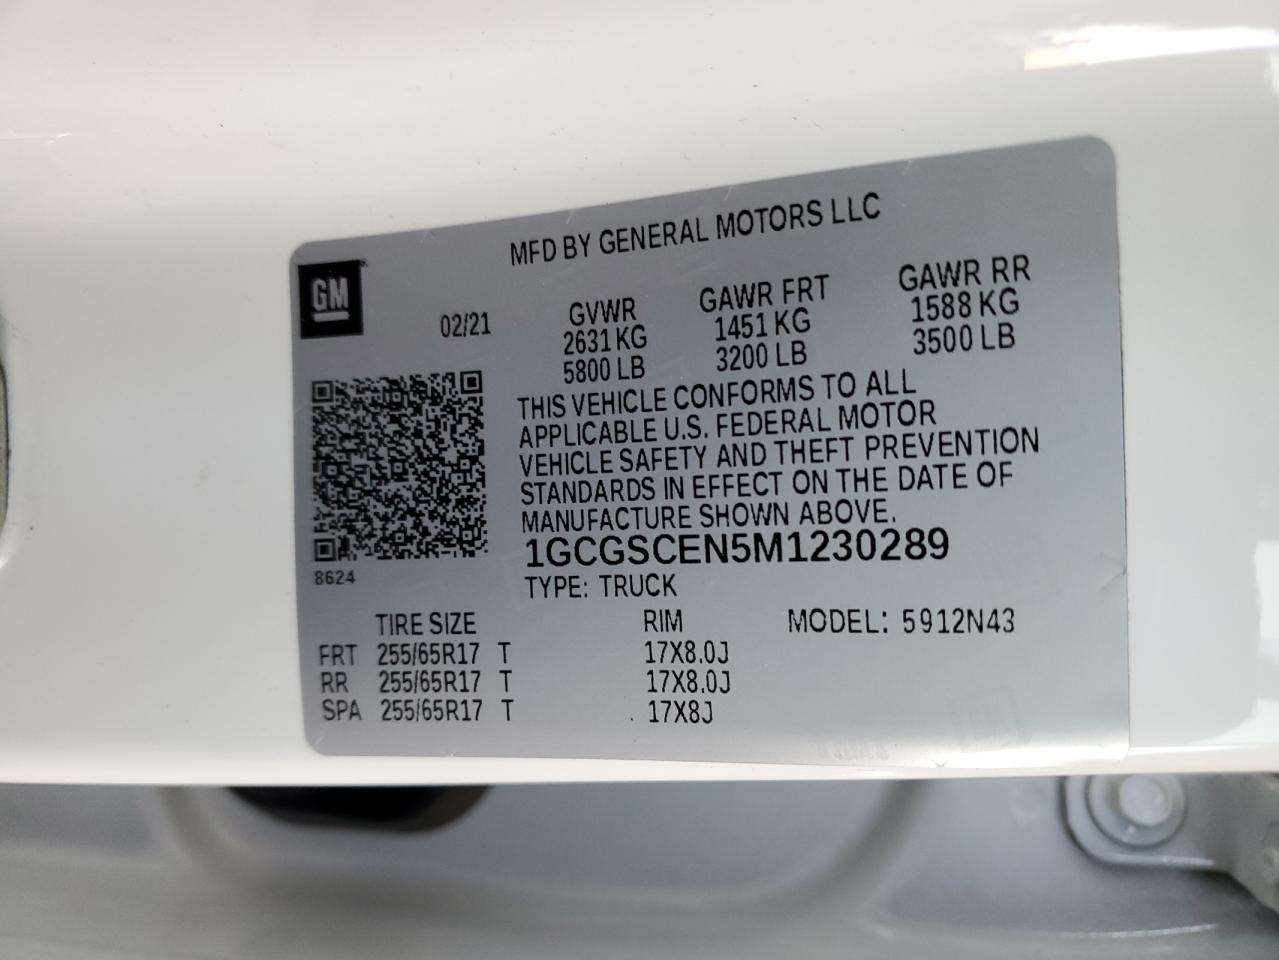 MFD BY GENERAL MOTORS LLC
GM
02/21
GVWR
2631 KG
5800 LB
GAWR FRT
1451 KG
3200 LB
GAWR RR
1588 KG
3500 LB
THIS VEHICLE CONFORMS TO ALL
APPLICABLE U.S. FEDERAL MOTOR
VEHICLE SAFETY AND THEFT PREVENTION
STANDARDS IN EFFECT ON THE DATE OF
MANUFACTURE SHOWN ABOVE.
1GCGSCEN5M1230289
8624
TYPE: TRUCK
TIRE SIZE RIM MODEL: 5912N43
FRT 255/65R17 T 17X8.0J
RR 255/65R17 T 17X8.0J
SPA 255/65R17 T . 17X8J